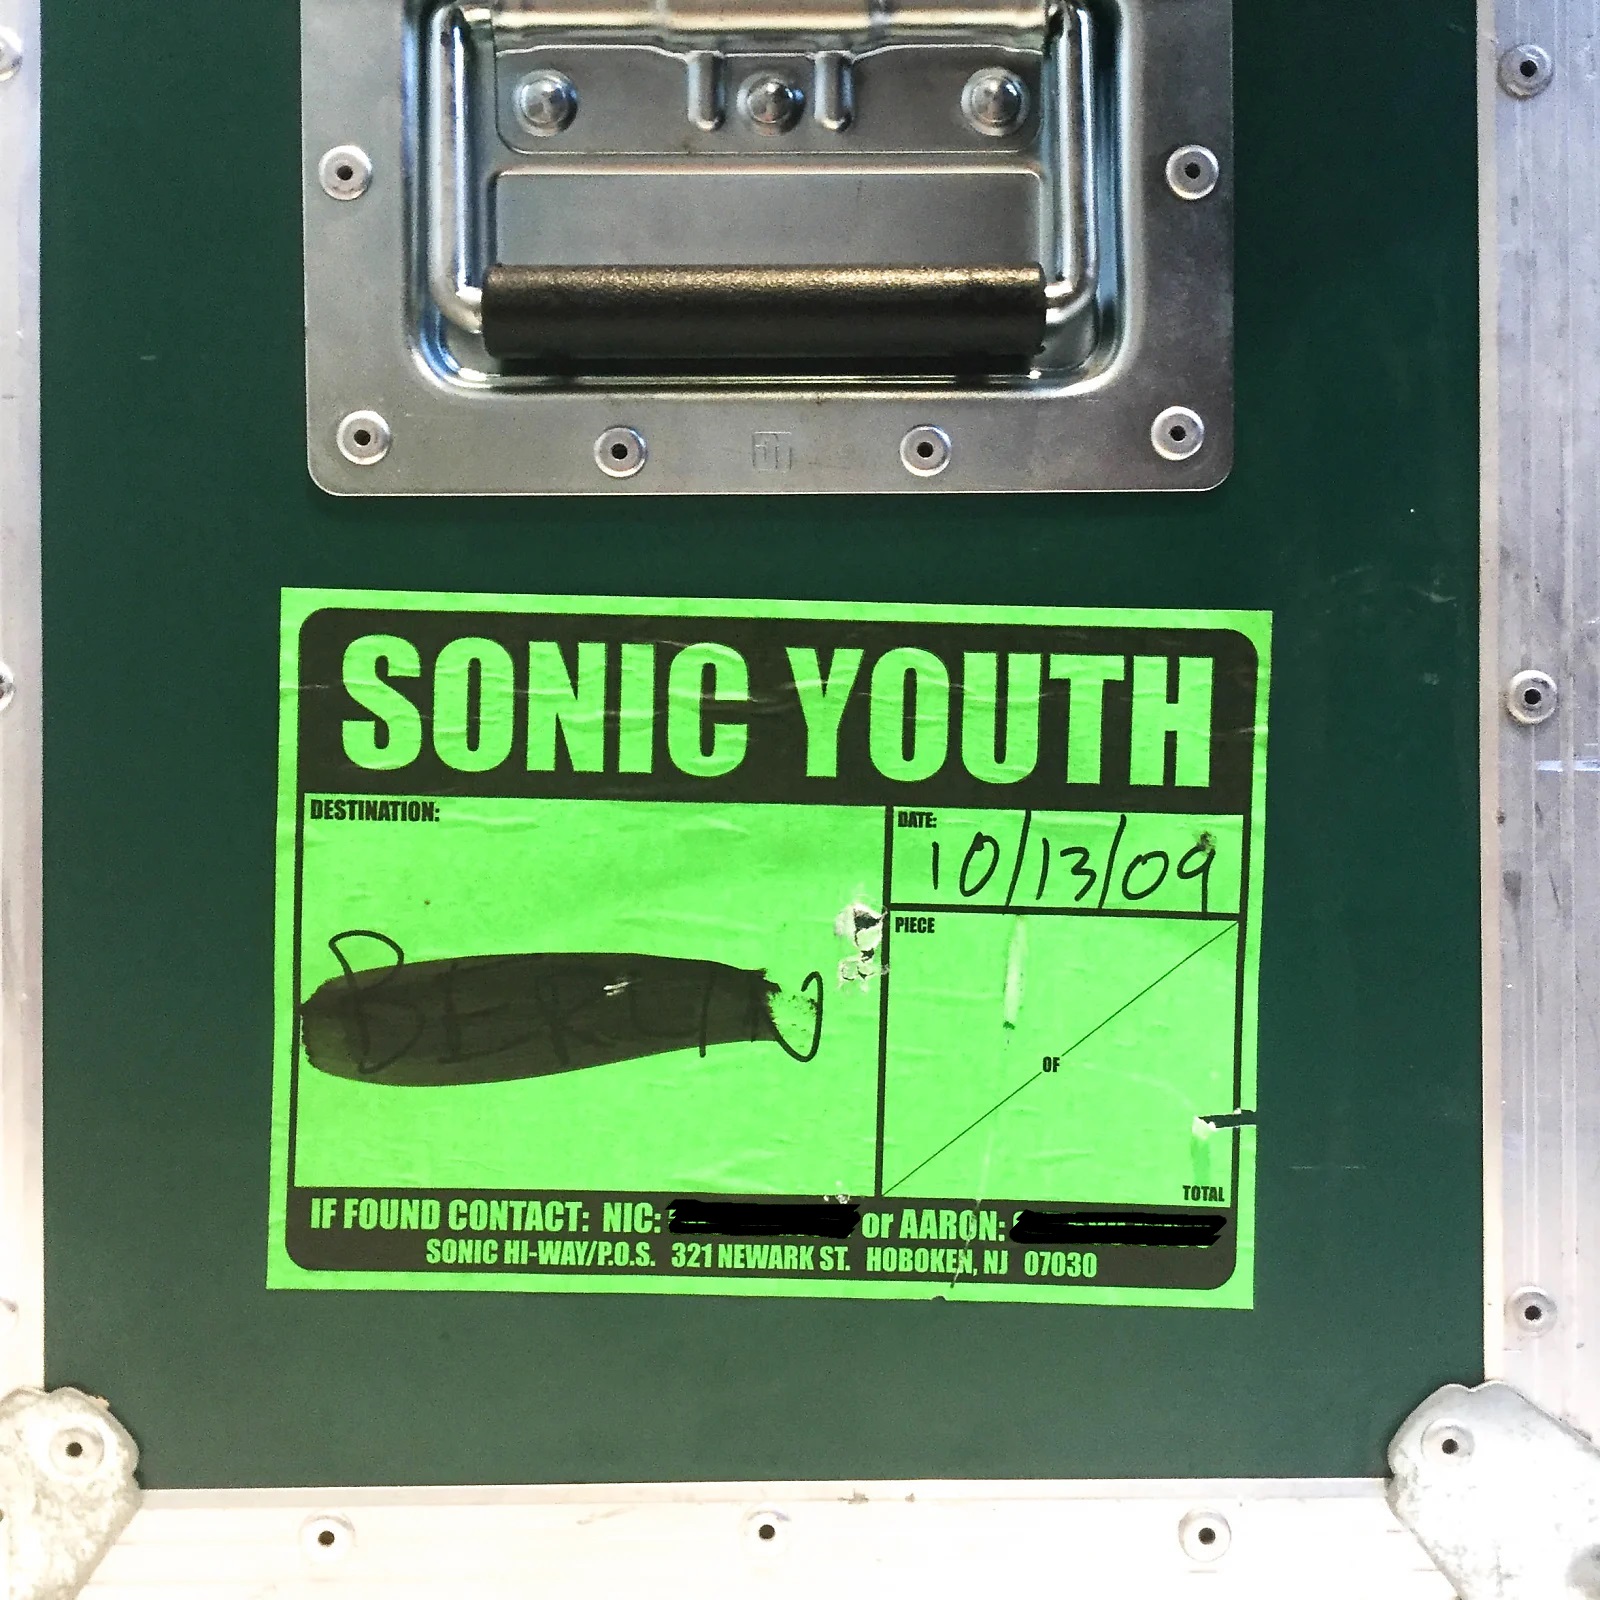 SONIC YOUTH
DESTINATION:
DATE:
10/13/09
PIECE
OF
TOTAL
IF FOUND CONTACT: NIC: or AARON:
SONIC HI-WAY/P.O.S. 321 NEWARK ST. HOBOKEN, NJ 07030